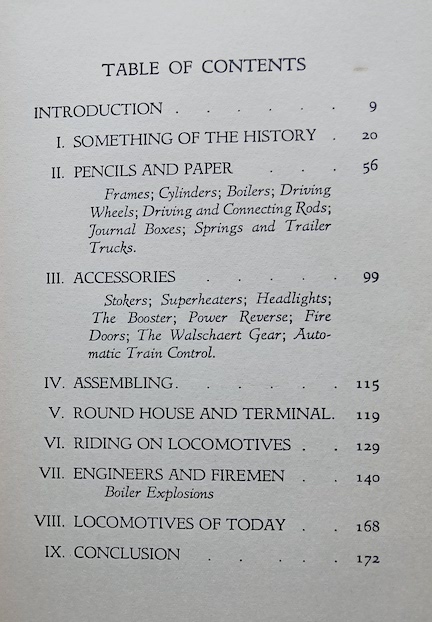 TABLE OF CONTENTS
INTRODUCTION . . . . . . 9
I. SOMETHING OF THE HISTORY . 20
II. PENCILS AND PAPER . . . 56
Frames; Cylinders; Boilers; Driving
Wheels; Driving and Connecting Rods;
Journal Boxes; Springs and Trailer
Trucks.
III. ACCESSORIES . . . . . 99
Stokers; Superheaters; Headlights;
The Booster; Power Reverse; Fire
Doors; The Walschaert Gear; Auto-
matic Train Control.
IV. ASSEMBLING . . . . . 115
V. ROUND HOUSE AND TERMINAL. 119
VI. RIDING ON LOCOMOTIVES . . 129
VII. ENGINEERS AND FIREMEN . . 140
Boiler Explosions
VIII. LOCOMOTIVES OF TODAY . . 168
IX. CONCLUSION . . . . . 172